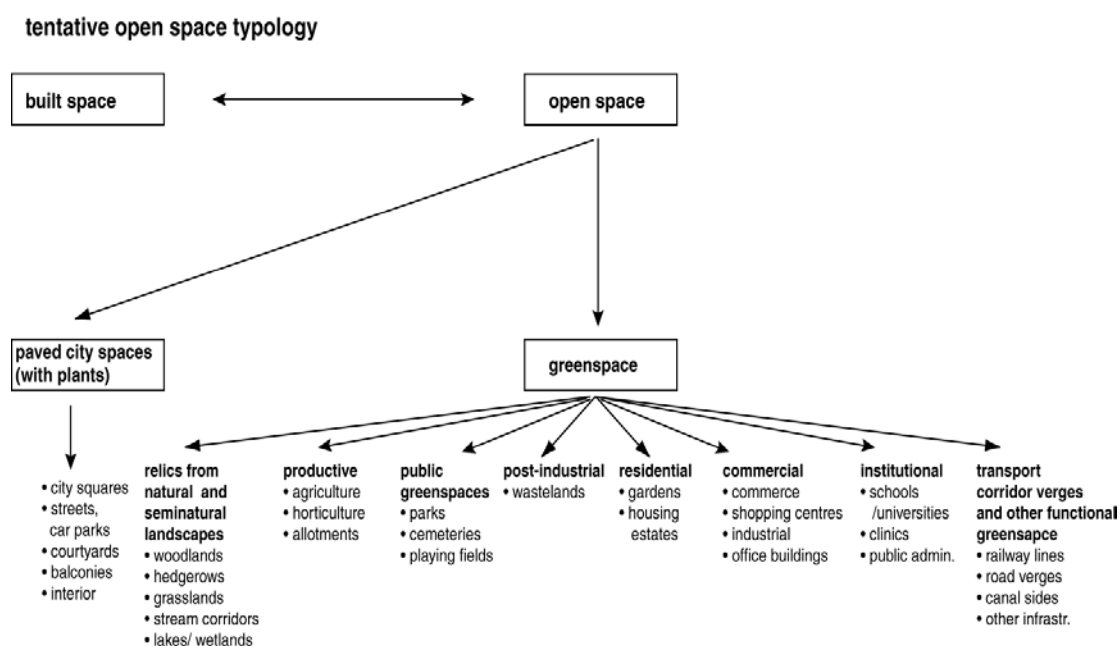 tentative open space typology
built space
open space
paved city spaces
(with plants)
greenspace
• city squares
• streets,
car parks
• courtyards
• balconies
• interior
relics from
natural and
seminatural
landscapes
• woodlands
• hedgerows
• grasslands
• stream corridors
• lakes/ wetlands
productive
• agriculture
• horticulture
• allotments
public
greenspaces
• parks
• cemeteries
• playing fields
post-industrial
• wastelands
residential
• gardens
• housing
estates
commercial
• commerce
• shopping centres
• industrial
• office buildings
institutional
• schools
/universities
• clinics
• public admin.
transport
corridor verges
and other functional
greensapce
• railway lines
• road verges
• canal sides
• other infrastr.